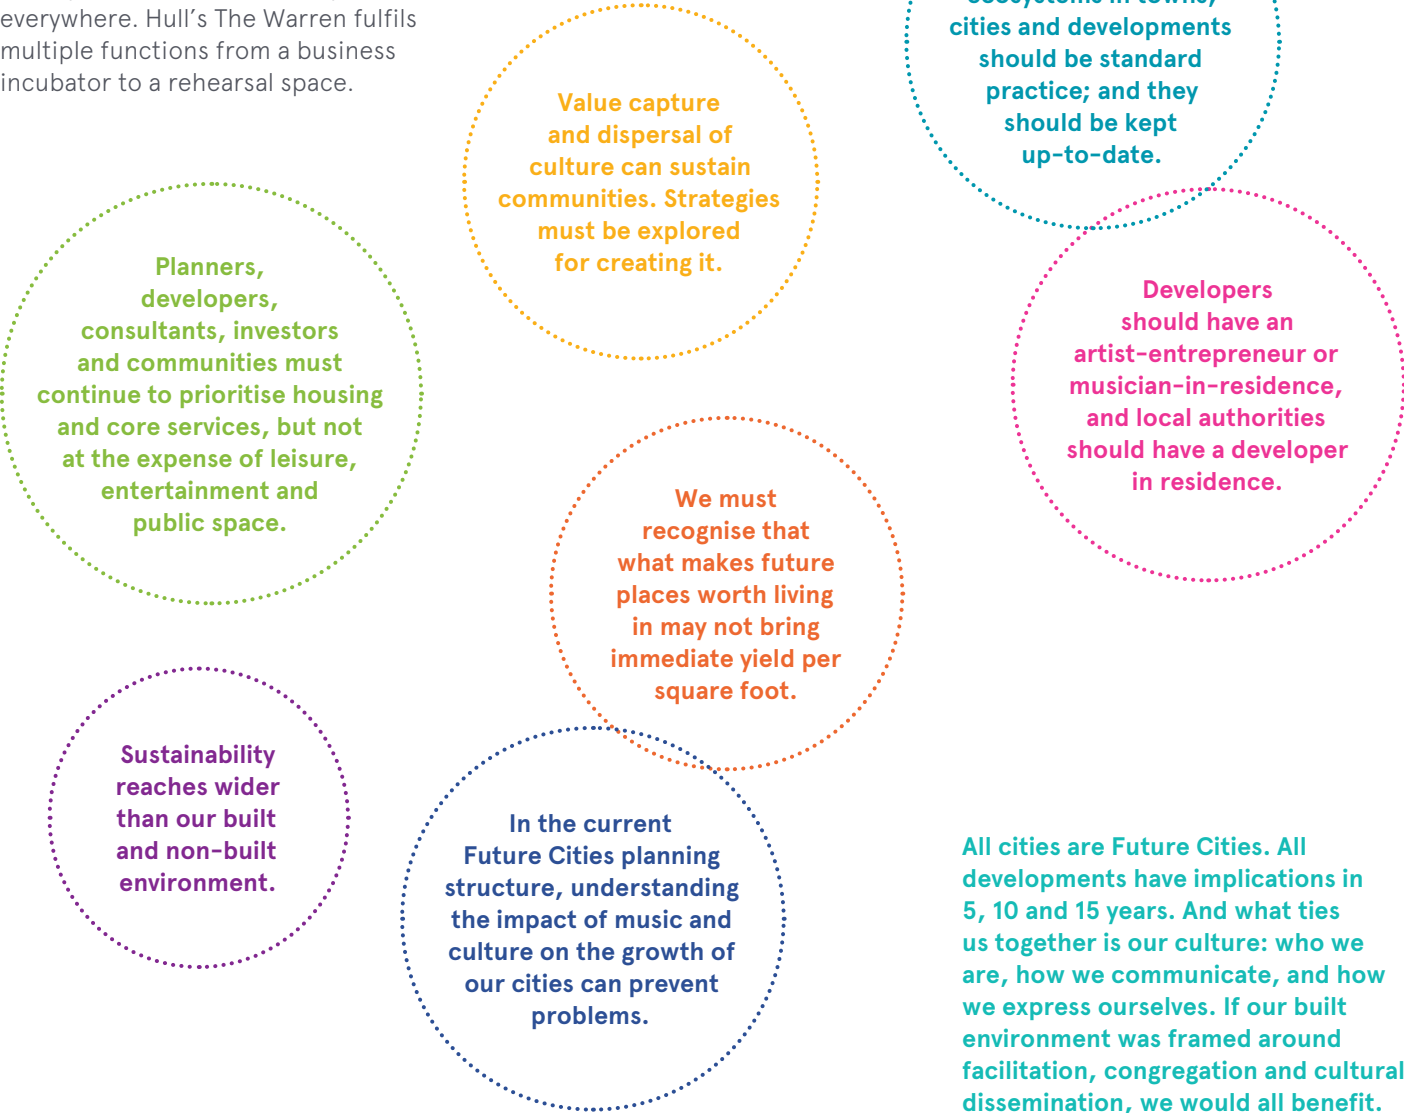 everywhere. Hull’s The Warren fulfils
multiple functions from a business
incubator to a rehearsal space.
Value capture
and dispersal of
culture can sustain
communities. Strategies
must be explored
for creating it.
ecosystems in towns,
cities and developments
should be standard
practice; and they
should be kept
up-to-date.
Planners,
developers,
consultants, investors
and communities must
continue to prioritise housing
and core services, but not
at the expense of leisure,
entertainment and
public space.
Developers
should have an
artist-entrepreneur or
musician-in-residence,
and local authorities
should have a developer
in residence.
We must
recognise that
what makes future
places worth living
in may not bring
immediate yield per
square foot.
Sustainability
reaches wider
than our built
and non-built
environment.
In the current
Future Cities planning
structure, understanding
the impact of music and
culture on the growth of
our cities can prevent
problems.
All cities are Future Cities. All
developments have implications in
5, 10 and 15 years. And what ties
us together is our culture: who we
are, how we communicate, and how
we express ourselves. If our built
environment was framed around
facilitation, congregation and cultural
dissemination, we would all benefit.